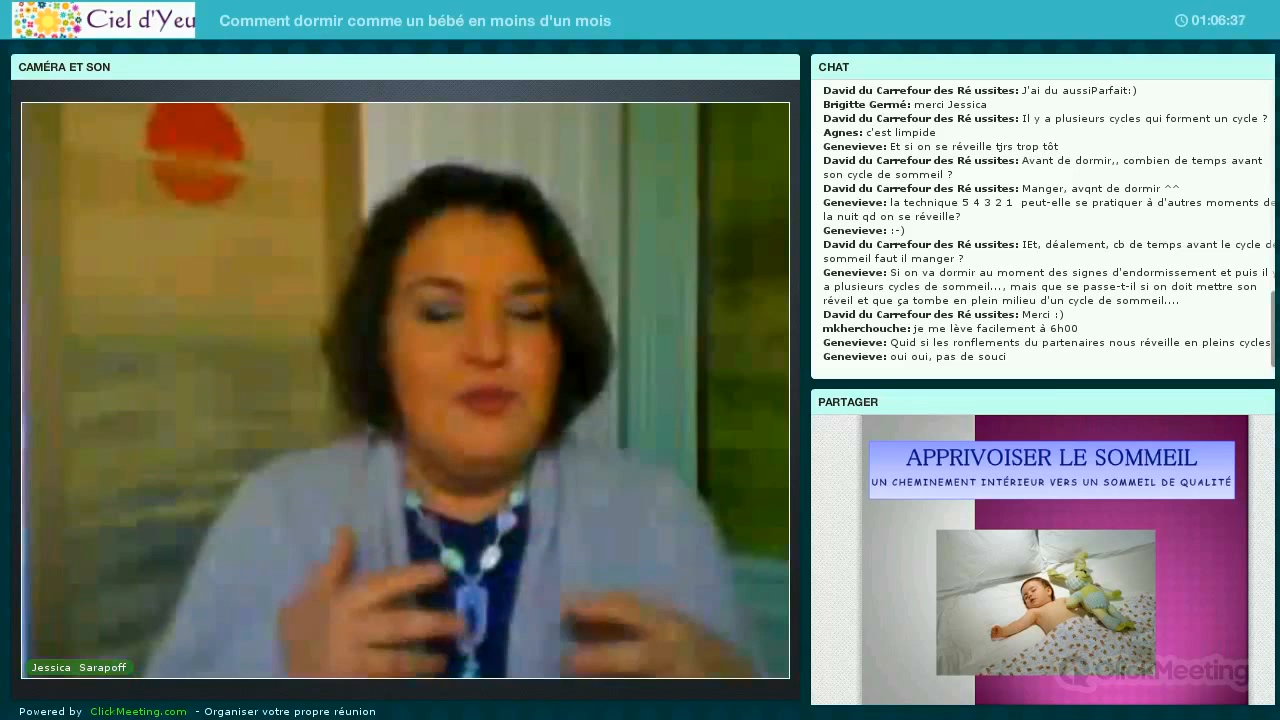 Ciel d'Yeu
Comment dormir comme un bébé en moins d'un mois
01:06:37
CAMÉRA ET SON
Jessica Sarapoff
CHAT
David du Carrefour des Ré ussites: J'ai du aussiParfait:)
Brigitte Germé: merci Jessica
David du Carrefour des Ré ussites: Il y a plusieurs cycles qui forment un cycle ?
Agnes: c'est limpide
Genevieve: Et si on se réveille tjrs trop tôt
David du Carrefour des Ré ussites: Avant de dormir,, combien de temps avant
son cycle de sommeil ?
David du Carrefour des Ré ussites: Manger, avqnt de dormir ^^
Genevieve: la technique 5 4 3 2 1 peut-elle se pratiquer à d'autres moments de
la nuit qd on se réveille?
Genevieve: :-)
David du Carrefour des Ré ussites: IEt, déalement, cb de temps avant le cycle de
sommeil faut il manger ?
Genevieve: Si on va dormir au moment des signes d'endormissement et puis il y
a plusieurs cycles de sommeil..., mais que se passe-t-il si on doit mettre son
réveil et que ça tombe en plein milieu d'un cycle de sommeil....
David du Carrefour des Ré ussites: Merci :)
mkherchouche: je me lève facilement à 6h00
Genevieve: Quid si les ronflements du partenaires nous réveille en pleins cycles
Genevieve: oui oui, pas de souci
PARTAGER
APPRIVOISER LE SOMMEIL
UN CHEMINEMENT INTÉRIEUR VERS UN SOMMEIL DE QUALITÉ
ClickMeeting
Powered by ClickMeeting.com - Organiser votre propre réunion